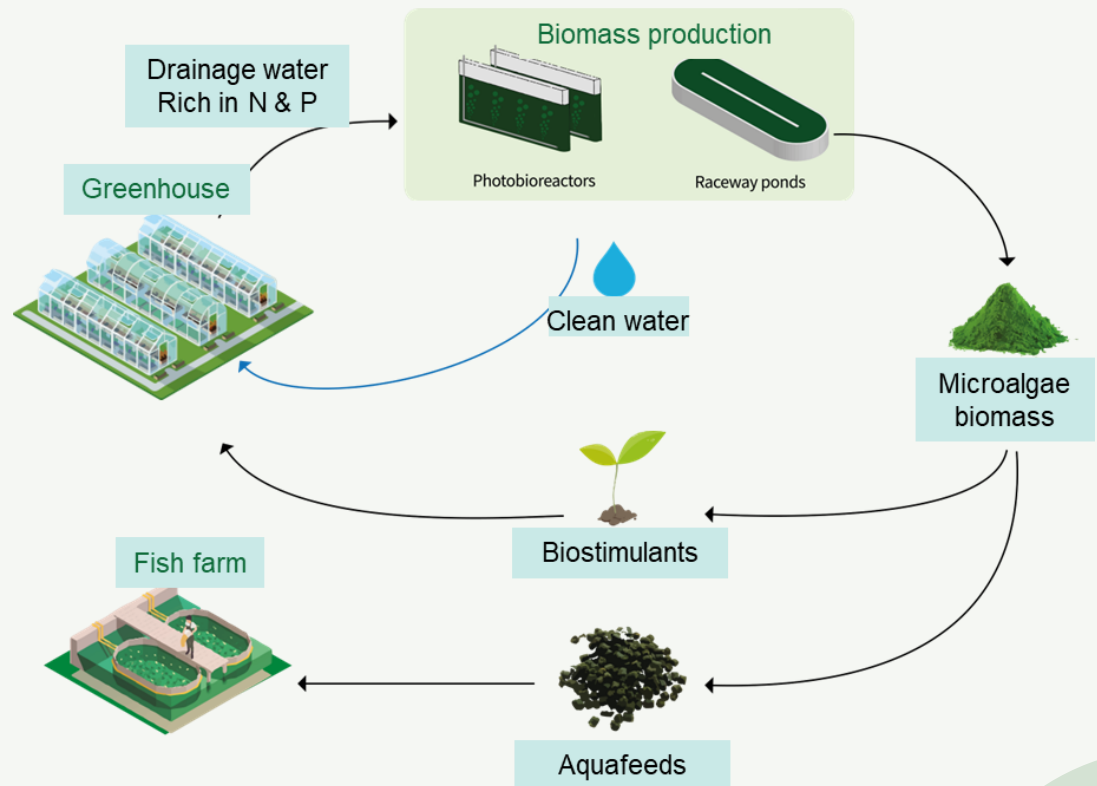 Biomass production
Drainage water
Rich in N & P
Photobioreactors
Raceway ponds
Greenhouse
Clean water
Microalgae
biomass
Biostimulants
Fish farm
Aquafeeds